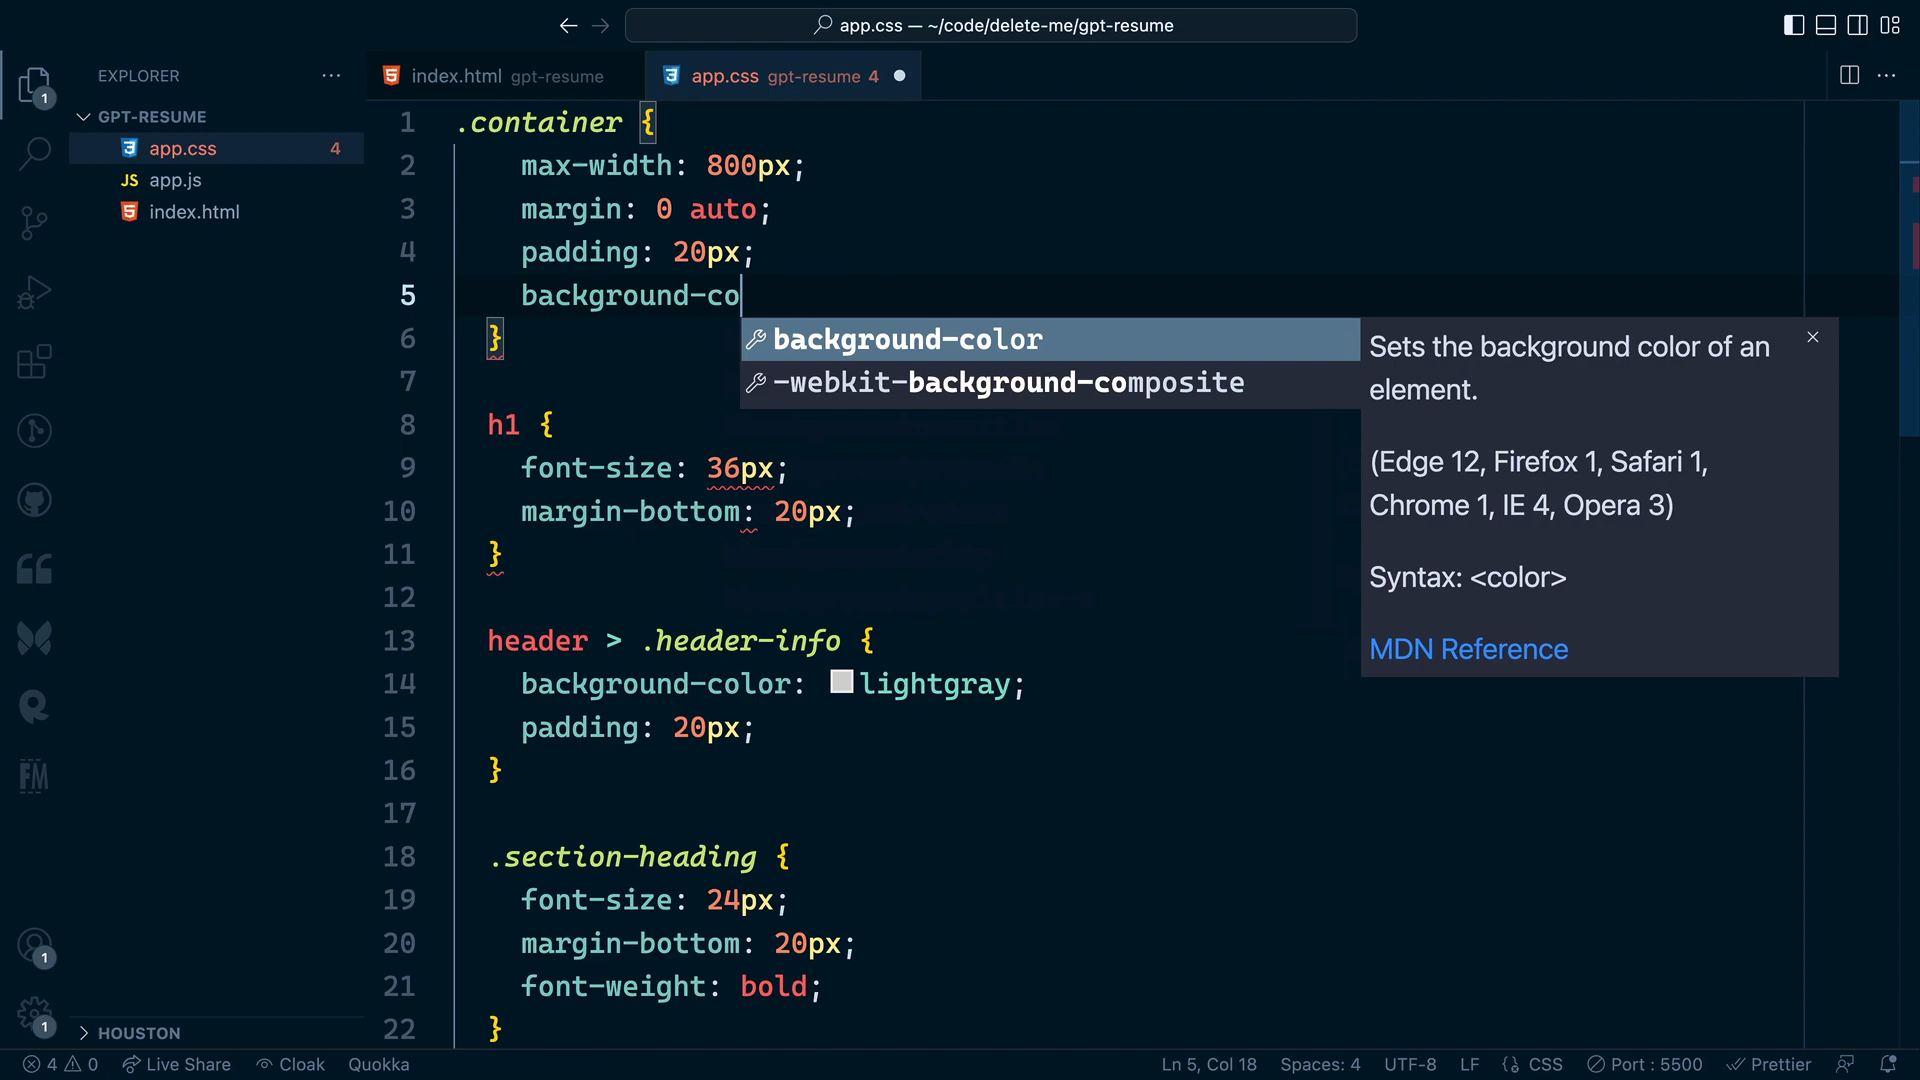 app.css — ~/code/delete-me/gpt-resume
EXPLORER
GPT-RESUME
app.css 4
JS app.js
index.html
HOUSTON
index.html gpt-resume
app.css gpt-resume 4
1 .container {
2 max-width: 800px;
3 margin: 0 auto;
4 padding: 20px;
5 background-co
6 }
7
8 h1 {
9 font-size: 36px;
10 margin-bottom: 20px;
11 }
12
13 header > .header-info {
14 background-color: lightgray;
15 padding: 20px;
16 }
17
18 .section-heading {
19 font-size: 24px;
20 margin-bottom: 20px;
21 font-weight: bold;
22 }
background-color
-webkit-background-composite
Sets the background color of an
element.
(Edge 12, Firefox 1, Safari 1,
Chrome 1, IE 4, Opera 3)
Syntax: <color>
MDN Reference
1
FM
1
1
4 0 Live Share Cloak Quokka Ln 5, Col 18 Spaces: 4 UTF-8 LF CSS Port : 5500 Prettier